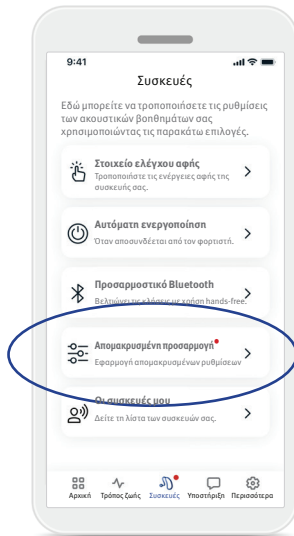 9:41
Συσκευές
Εδώ μπορείτε να τροποποιήσετε τις ρυθμίσεις
των ακουστικών βοηθημάτων σας
χρησιμοποιώντας τις παρακάτω επιλογές.
Στοιχείο ελέγχου αφής
Τροποποιήστε τις ενέργειες αφής της
συσκευής σας.
Αυτόματη ενεργοποίηση
Όταν αποσυνδέεται από τον φορτιστή.
Προσαρμοστικό Bluetooth
Βελτιώνει τις κλήσεις με χρήση hands-free.
Απομακρυσμένη προσαρμογή
Εφαρμογή απομακρυσμένων ρυθμίσεων
Οι συσκευές μου
Δείτε τη λίστα των συσκευών σας.
Αρχική Τρόπος ζωής Συσκευές Υποστήριξη Περισσότερα